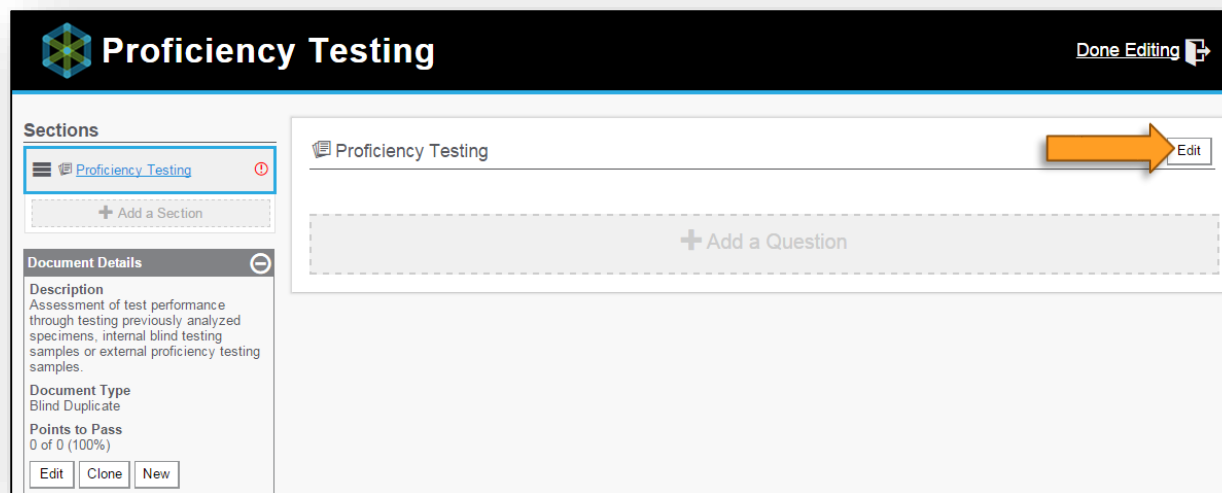 Proficiency Testing
Done Editing
Sections
Proficiency Testing
Add a Section
Document Details
Description
Assessment of test performance
through testing previously analyzed
specimens, internal blind testing
samples or external proficiency testing
samples.
Document Type
Blind Duplicate
Points to Pass
0 of 0 (100%)
Edit Clone New
Proficiency Testing
Edit
Add a Question